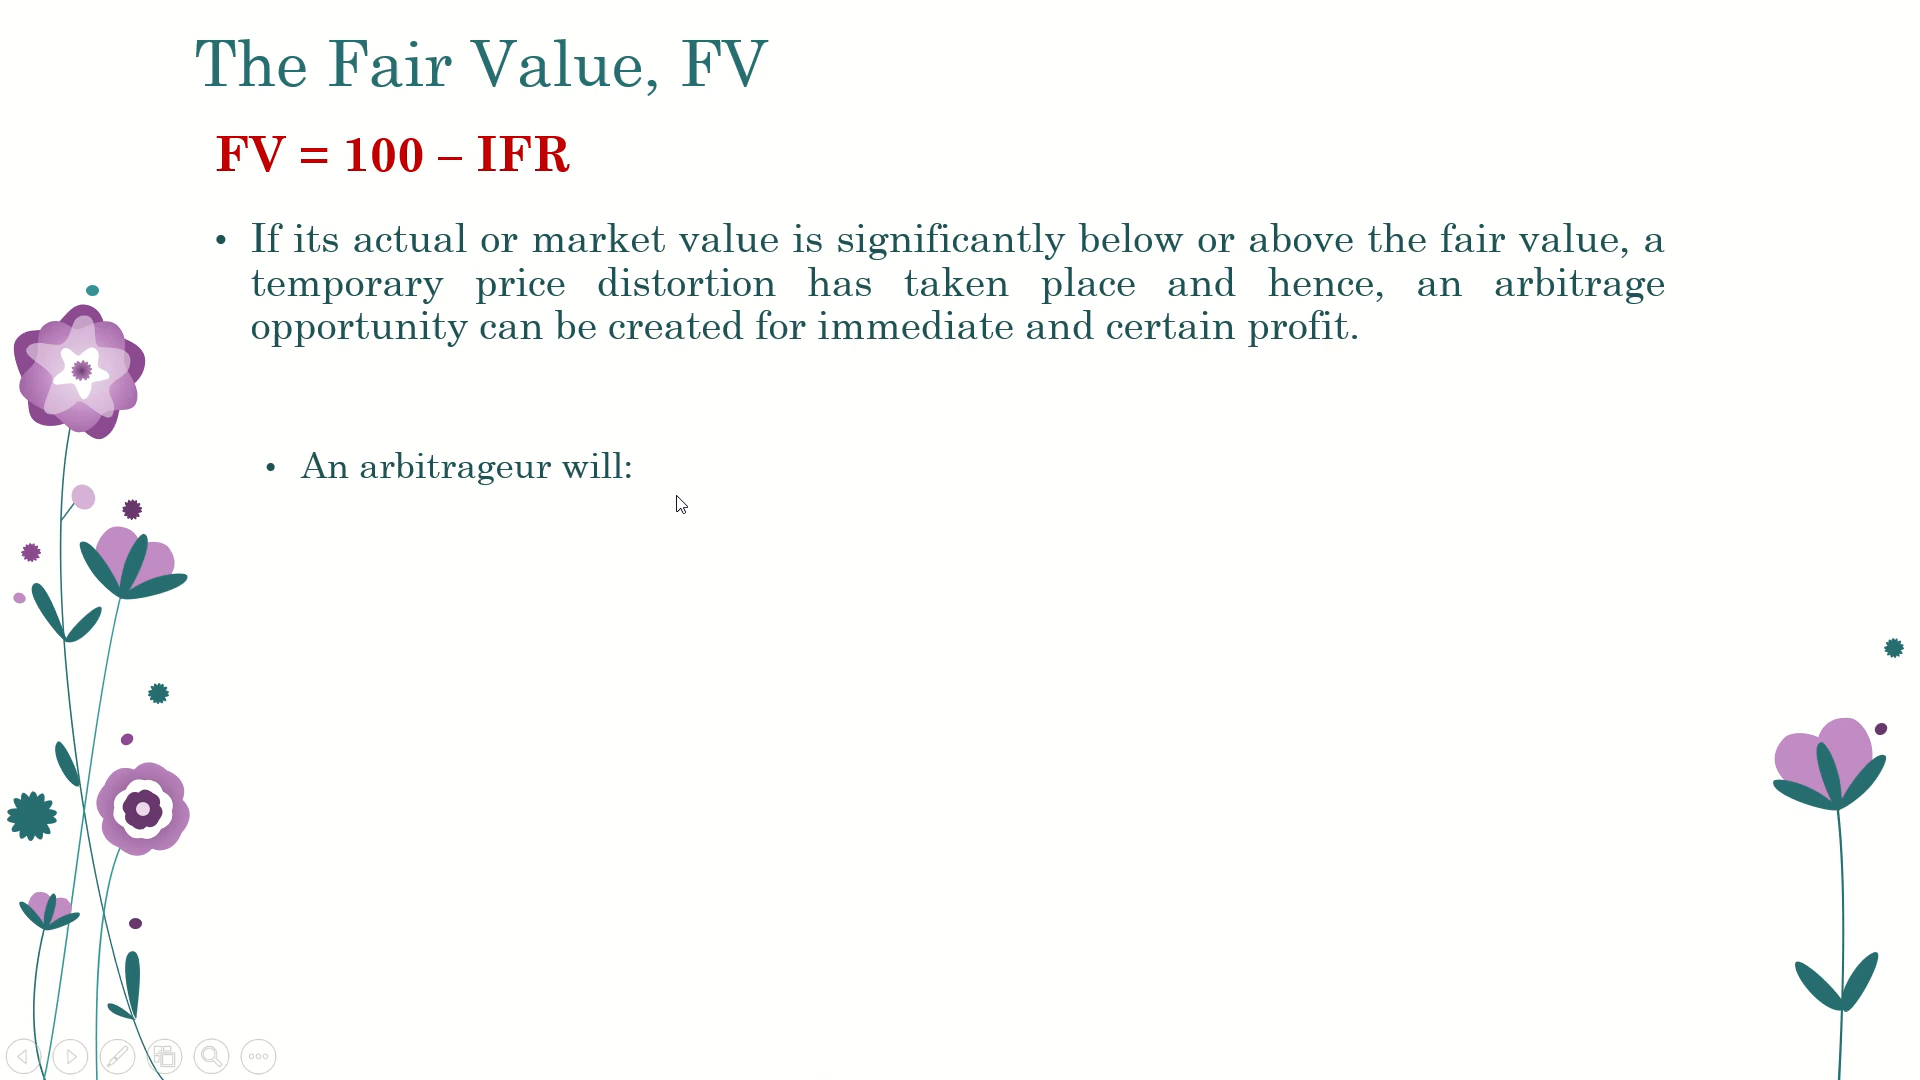 The Fair Value, FV
FV = 100 – IFR
• If its actual or market value is significantly below or above the fair value, a
temporary price distortion has taken place and hence, an arbitrage
opportunity can be created for immediate and certain profit.
• An arbitrageur will: